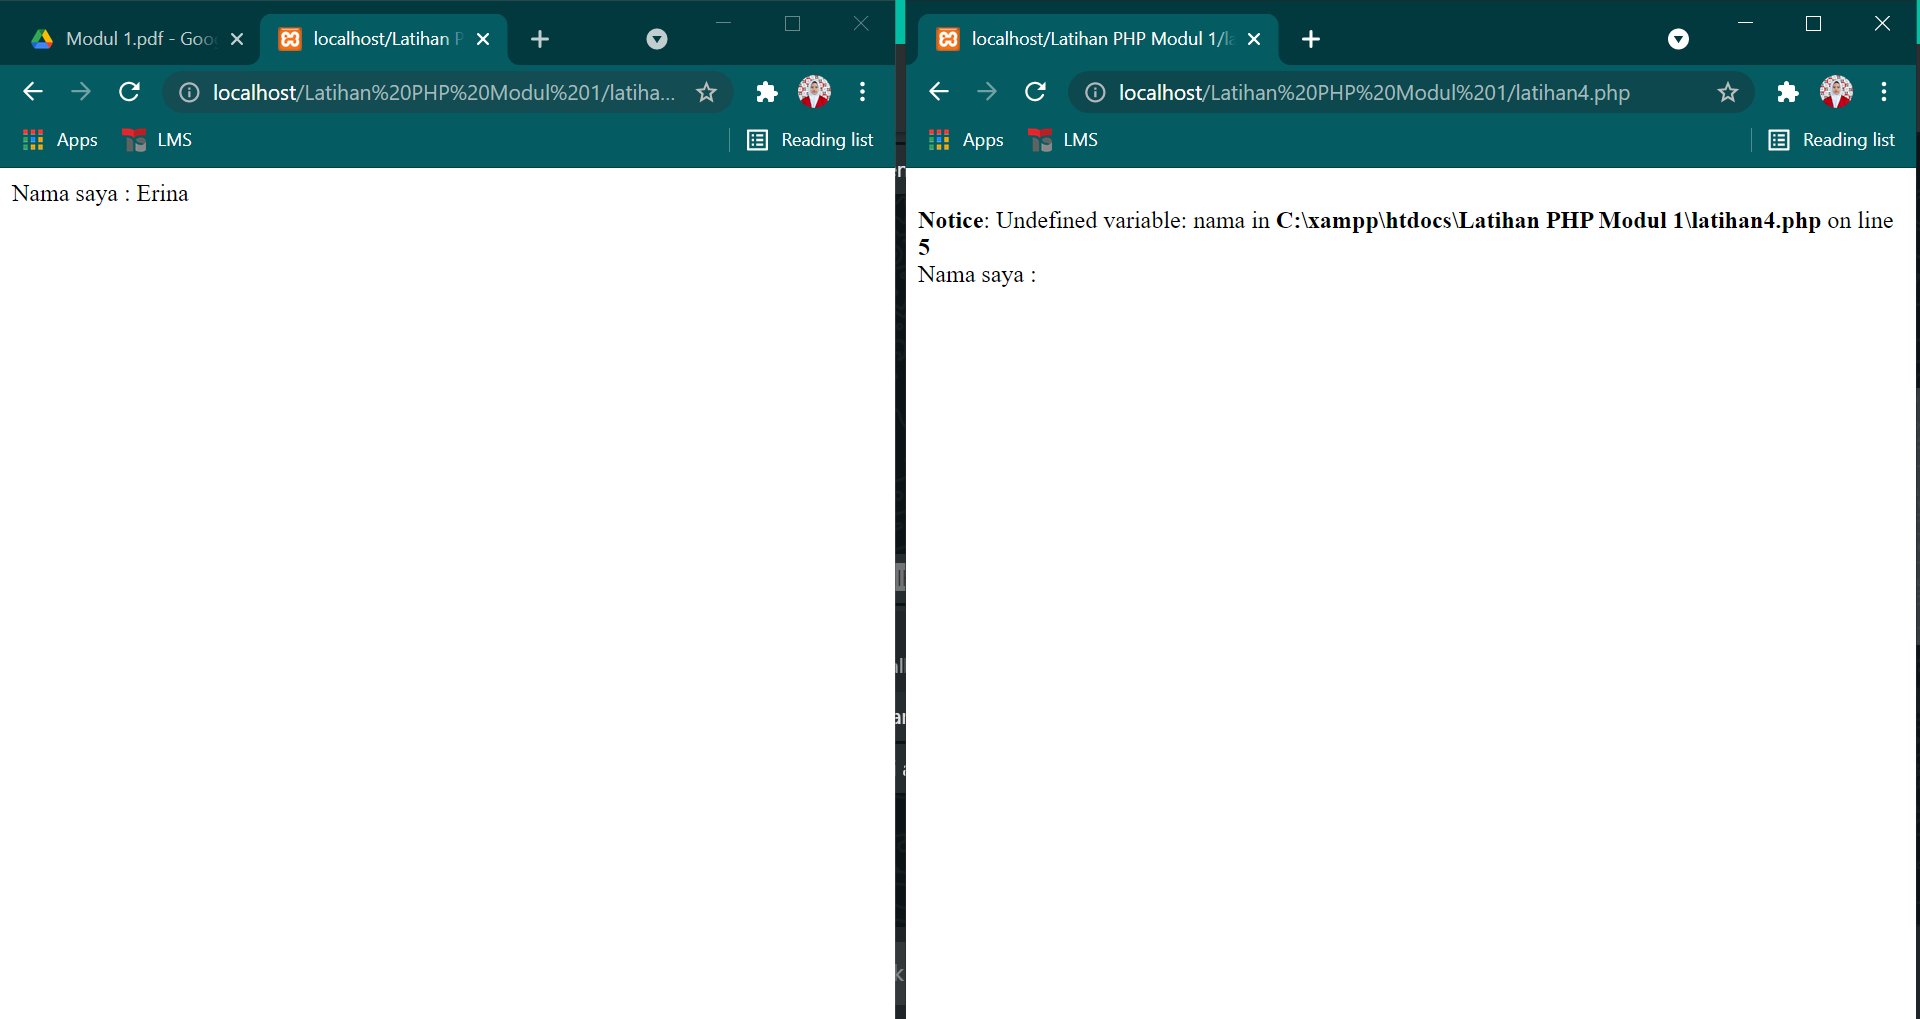 Modul 1.pdf - Goo
localhost/Latihan P
localhost/Latihan%20PHP%20Modul%201/latiha...
Apps
LMS
Reading list
Nama saya : Erina
localhost/Latihan PHP Modul 1/la
localhost/Latihan%20PHP%20Modul%201/latihan4.php
Apps
LMS
Reading list
Notice: Undefined variable: nama in C:\xampp\htdocs\Latihan PHP Modul 1\latihan4.php on line
5
Nama saya :